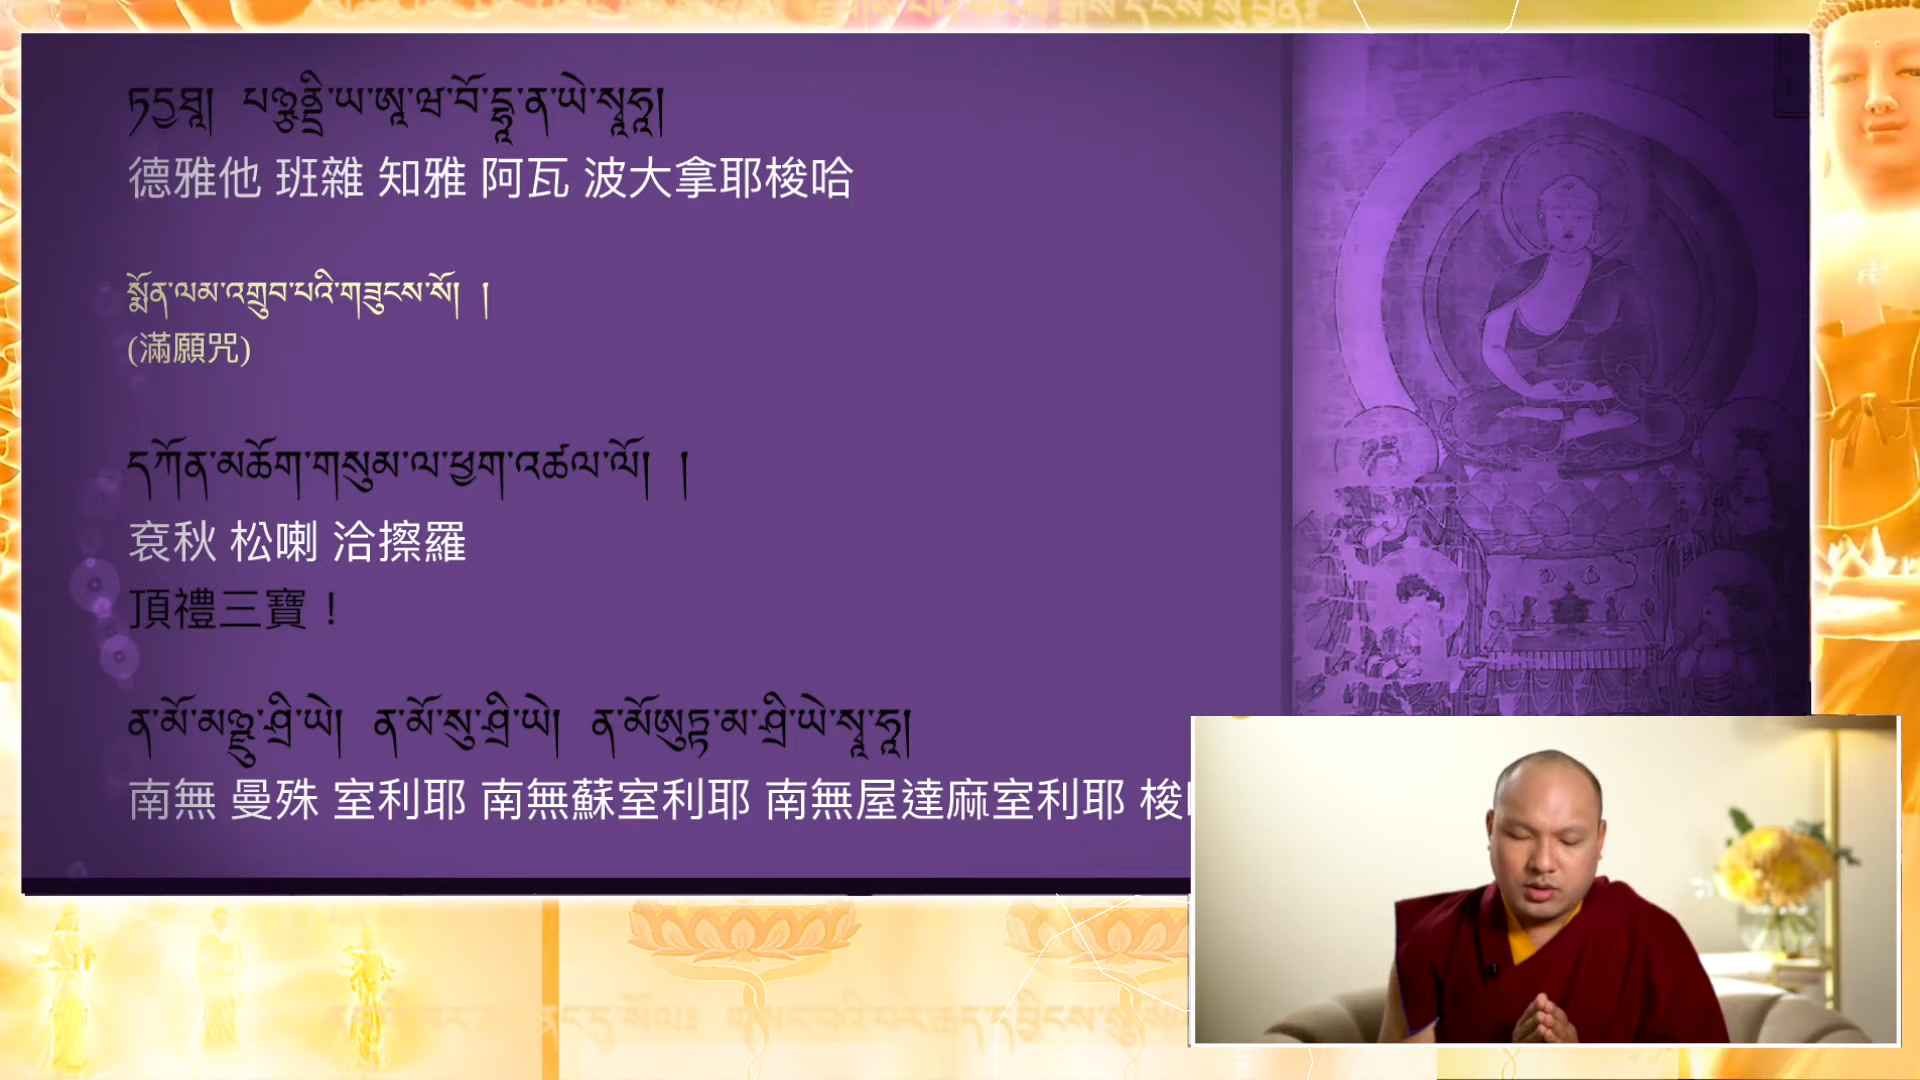 ཏདྱཐཱ། པཉྩནྡྲི་ཡ་ཨཱ་ཝ་བོ་དྷཱ་ན་ཡེ་སྭཱཧཱ།
德雅他 班雜 知雅 阿瓦 波大拿耶梭哈
སྨོན་ལམ་འགྲུབ་པའི་གཟུངས་སོ། །
(滿願咒)
དཀོན་མཆོག་གསུམ་ལ་ཕྱག་འཚལ་ལོ། །
袞秋 松喇 洽擦羅
頂禮三寶！
ན་མོ་མཉྫུ་ཤྲི་ཡེ། ན་མོ་སུ་ཤྲི་ཡེ། ན་མོ་ཨུཏྟ་མ་ཤྲི་ཡེ་སྭཱ་ཧཱ།
南無 曼殊 室利耶 南無蘇室利耶 南無屋達麻室利耶 梭